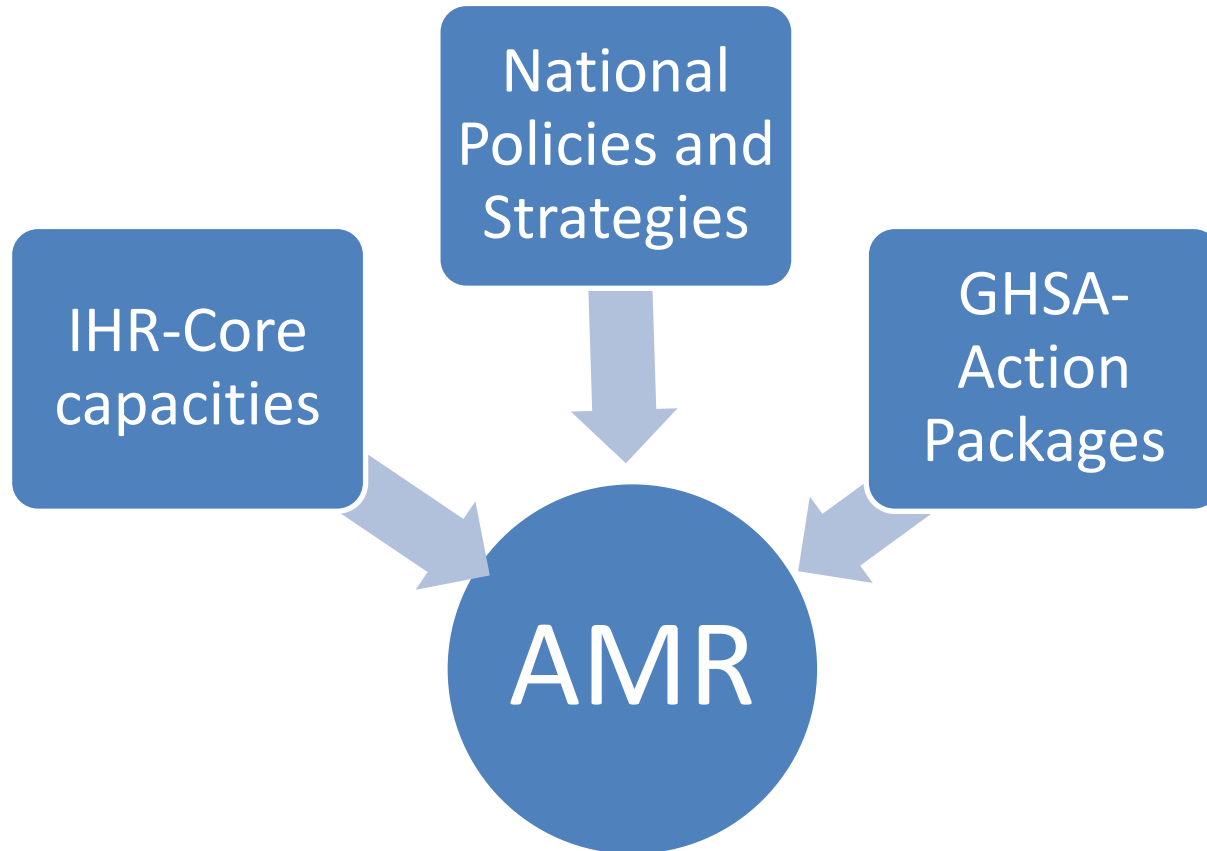 National
Policies and
Strategies
IHR-Core
capacities
GHSA-
Action
Packages
AMR